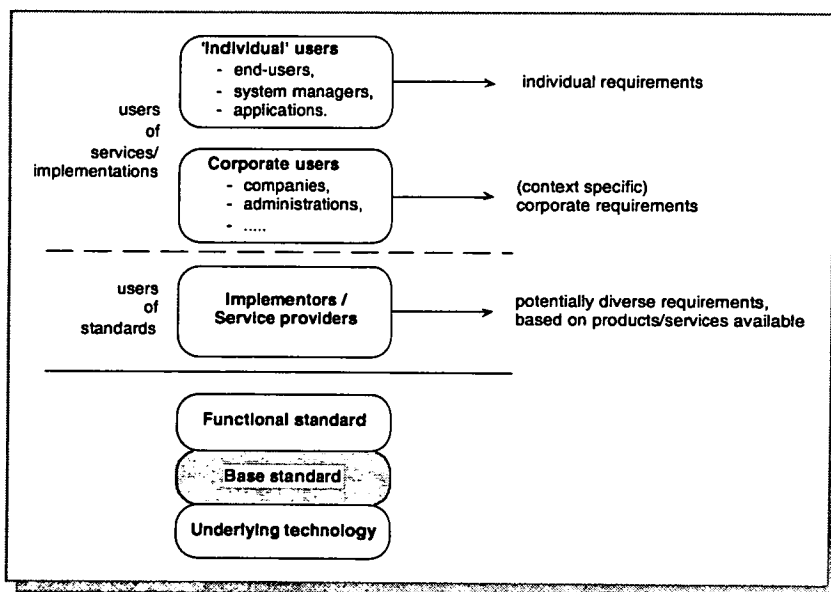 'Individual' users
- end-users,
- system managers,
- applications.
individual requirements
users
of
services/
implementations
Corporate users
- companies,
- administrations,
- .....
(context specific)
corporate requirements
users
of
standards
Implementors /
Service providers
potentially diverse requirements,
based on products/services available
Functional standard
Base standard
Underlying technology